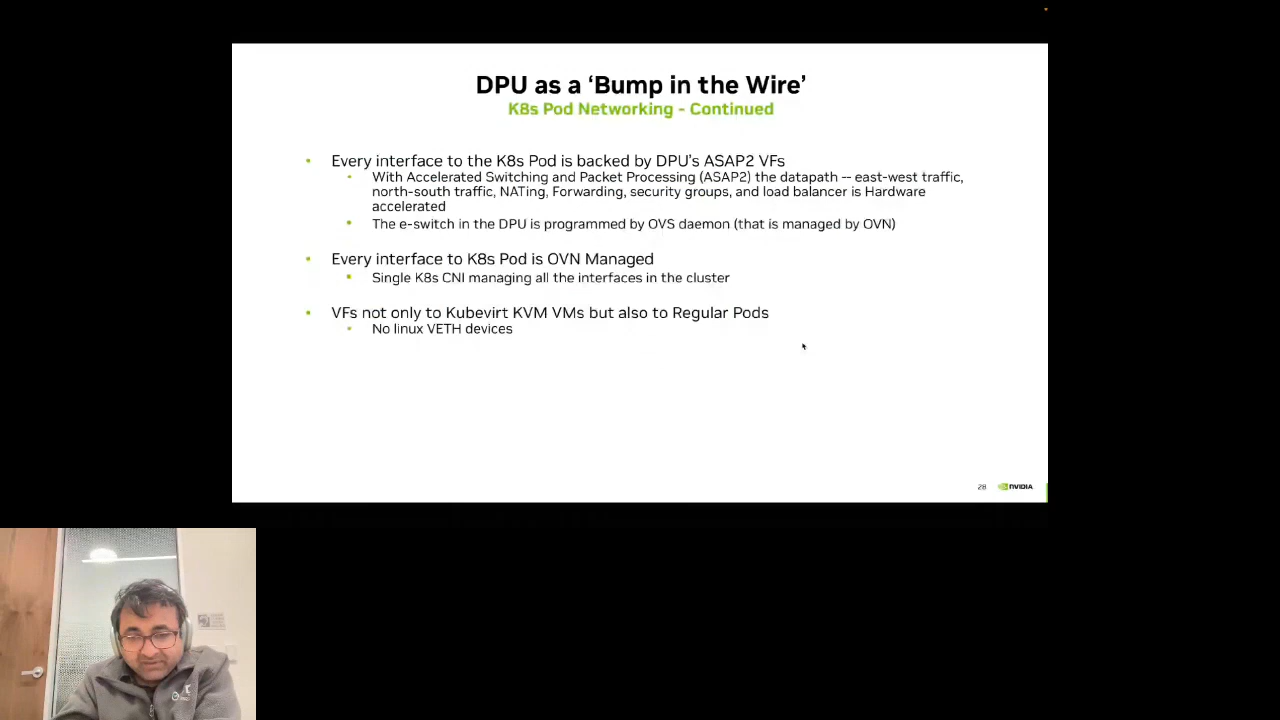 DPU as a ‘Bump in the Wire’
K8s Pod Networking - Continued
• Every interface to the K8s Pod is backed by DPU's ASAP2 VFs
• With Accelerated Switching and Packet Processing (ASAP2) the datapath -- east-west traffic,
north-south traffic, NATing, Forwarding, security groups, and load balancer is Hardware
accelerated
• The e-switch in the DPU is programmed by OVS daemon (that is managed by OVN)
• Every interface to K8s Pod is OVN Managed
• Single K8s CNI managing all the interfaces in the cluster
• VFs not only to Kubevirt KVM VMs but also to Regular Pods
• No linux VETH devices
28 NVIDIA